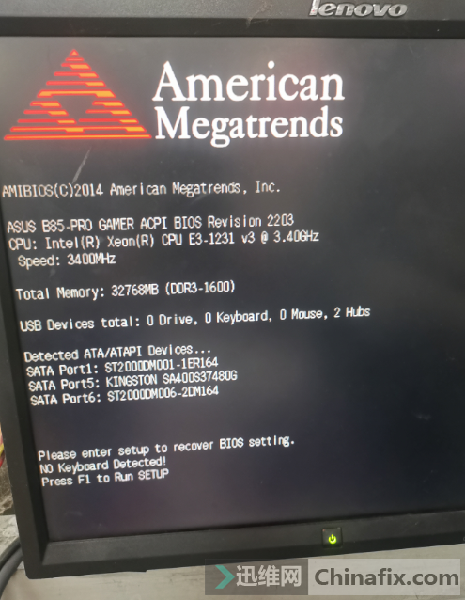 lenovo
American
Megatrends
AMIBIOS(C)2014 American Megatrends, Inc.
ASUS B85-PRO GAMER ACPI BIOS Revision 2203
CPU: Intel(R) Xeon(R) CPU E3-1231 v3 @ 3.40GHz
Speed: 3400MHz
Total Memory: 32768MB (DDR3-1600)
USB Devices total: 0 Drive, 0 Keyboard, 0 Mouse, 2 Hubs
Detected ATA/ATAPI Devices...
SATA Port1: ST2000DM001-1ER164
SATA Port5: KINGSTON SA400S37480G
SATA Port6: ST2000DM006-2DM164
Please enter setup to recover BIOS setting.
NO Keyboard Detected!
Press F1 to Run SETUP
迅维网 Chinafix.com